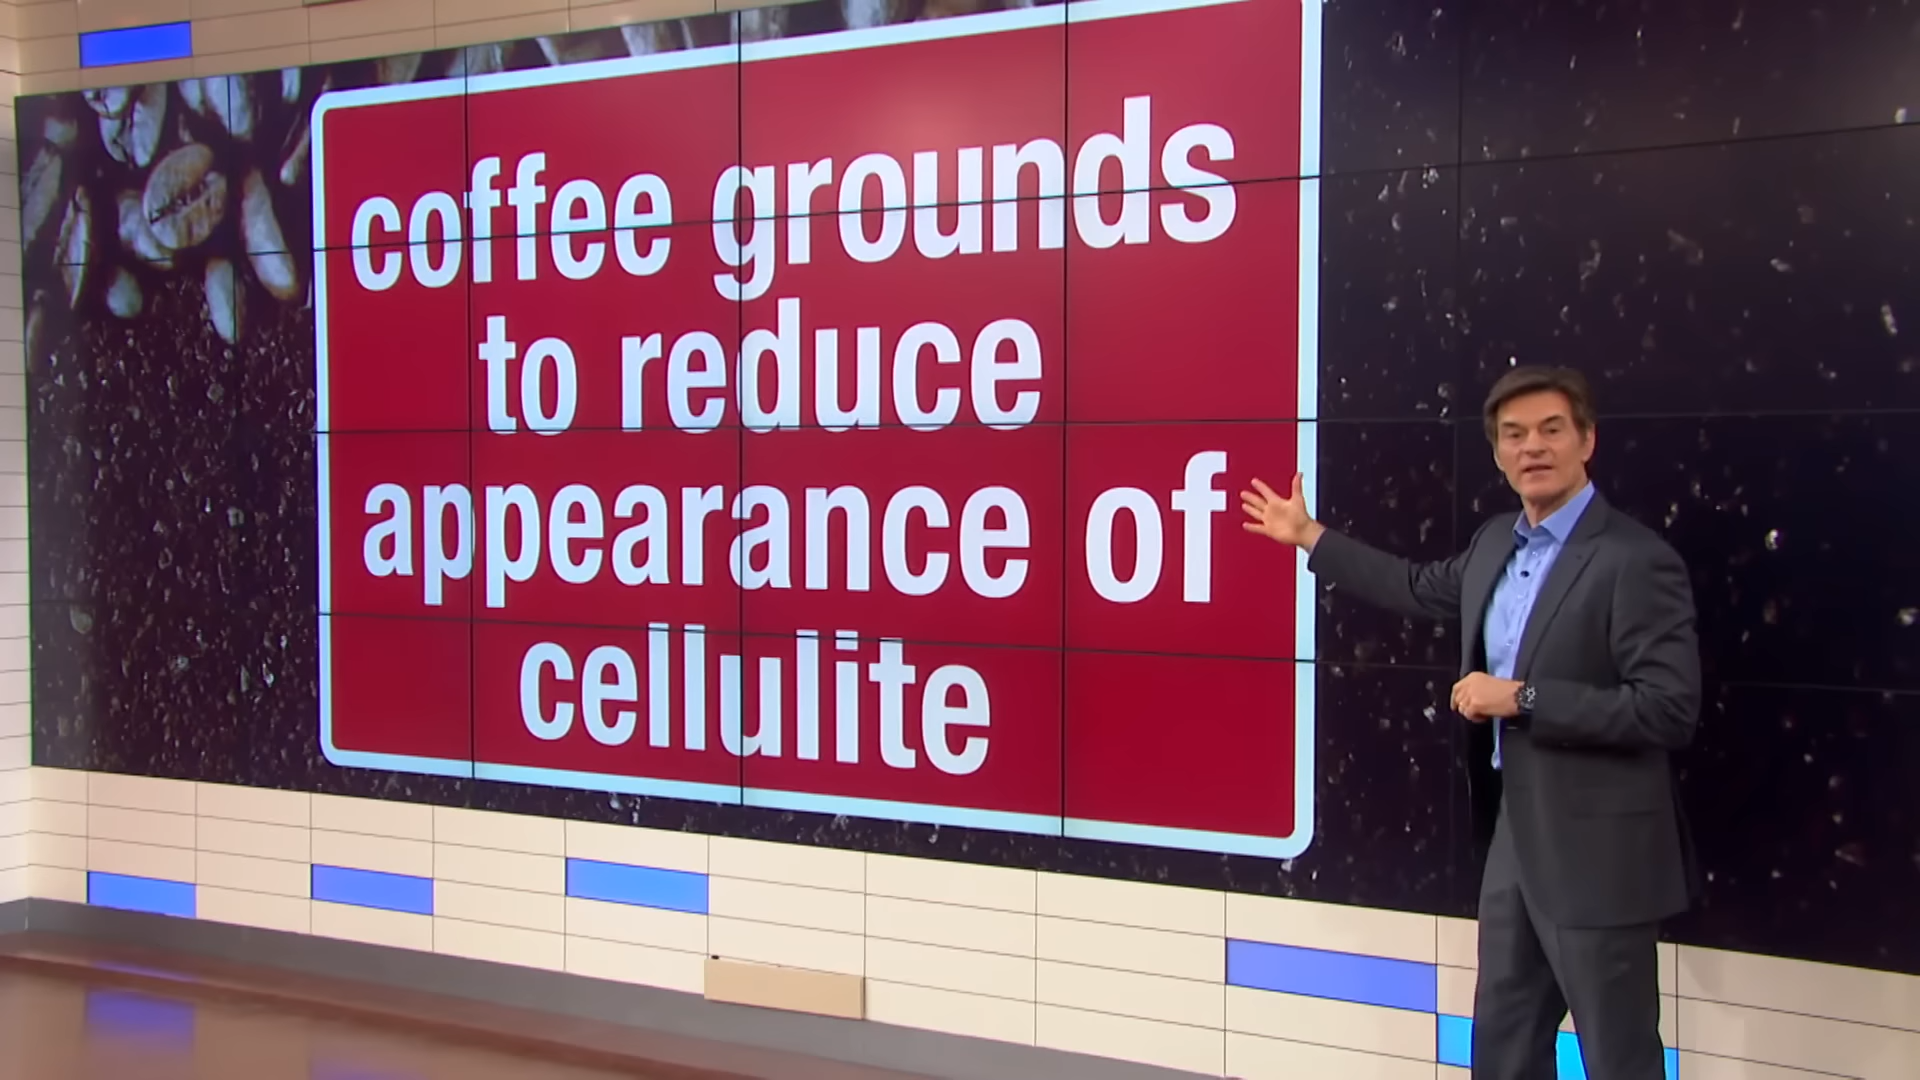 coffee grounds
to reduce
appearance of
cellulite